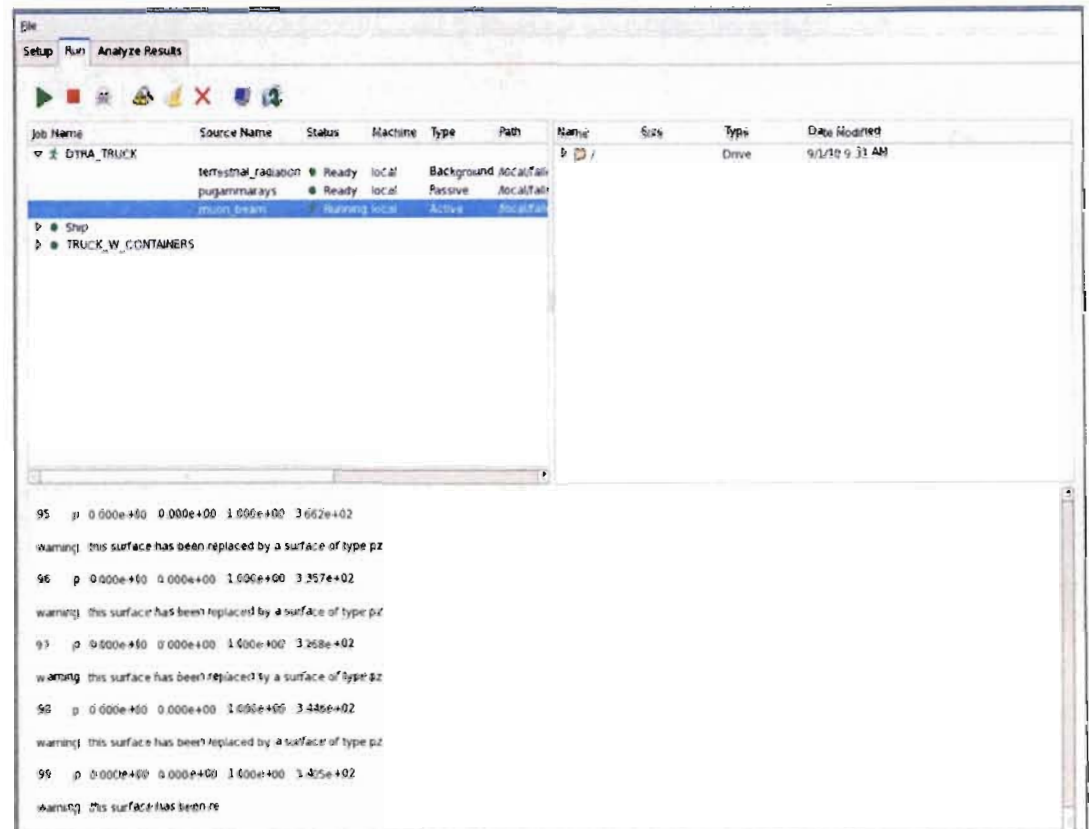 File
Setup Run Analyze Results
Job Name Source Name Status Machine Type Path
DTRA_TRUCK
terrestrial_radiation Ready local Background /local/fall
pugammarays Ready local Passive /local/fall
muon_beam Running local Active /local/fall
Ship
TRUCK_W_CONTAINERS
Name Size Type Date Modified
/ Drive 9/1/10 9:31 AM
95 p 0.000e+00 0.000e+00 1.000e+00 3.662e+02
warning. this surface has been replaced by a surface of type pz
96 p 0.000e+00 0.000e+00 1.000e+00 3.357e+02
warning. this surface has been replaced by a surface of type pz
97 p 0.000e+00 0.000e+00 1.000e+00 3.268e+02
warning. this surface has been replaced by a surface of type pz
98 p 0.000e+00 0.000e+00 1.000e+00 3.446e+02
warning. this surface has been replaced by a surface of type pz
99 p 0.000e+00 0.000e+00 1.000e+00
warning. this surface has been re